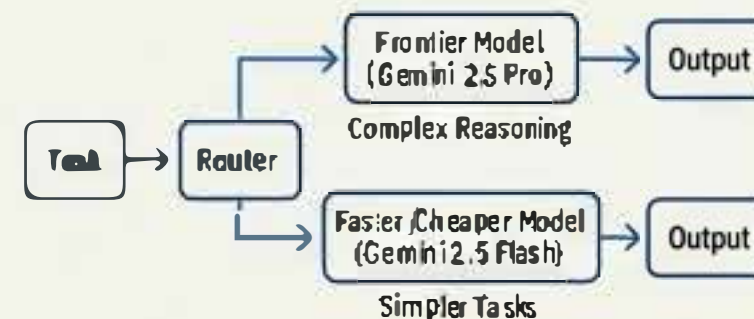 Frontier Model
(Gemini 2.5 Pro)
Output
Complex Reasoning
Router
Faster/Cheaper Model
(Gemini 2.5 Flash)
Output
Simpler Tasks